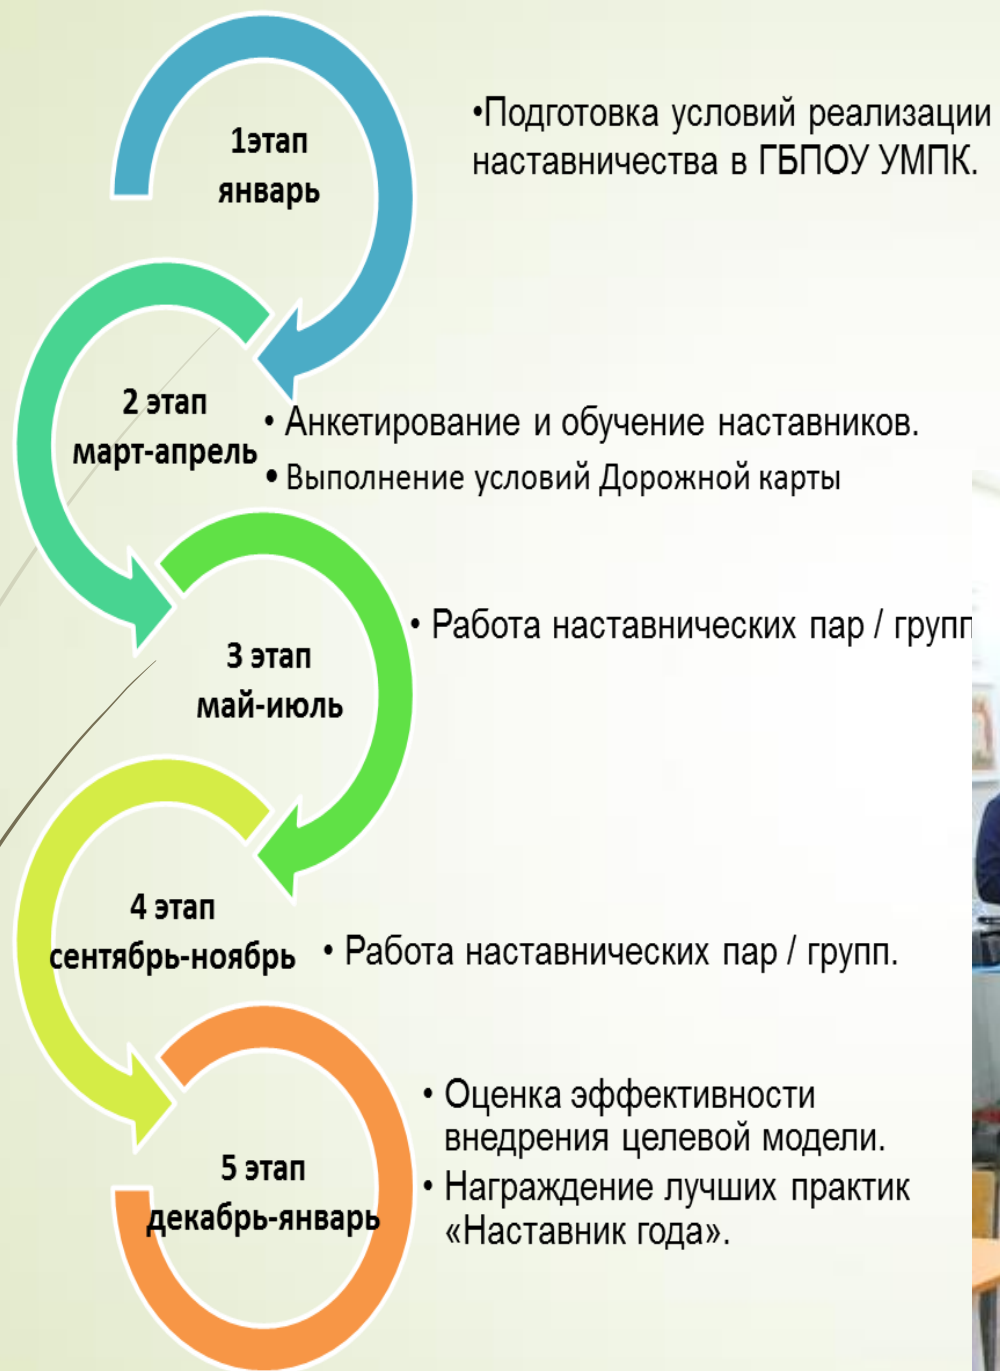 1этап
январь
•Подготовка условий реализации
наставничества в ГБПОУ УМПК.
2 этап
март-апрель
• Анкетирование и обучение наставников.
• Выполнение условий Дорожной карты
3 этап
май-июль
• Работа наставнических пар / групп
4 этап
сентябрь-ноябрь
• Работа наставнических пар / групп.
5 этап
декабрь-январь
• Оценка эффективности
внедрения целевой модели.
• Награждение лучших практик
«Наставник года».